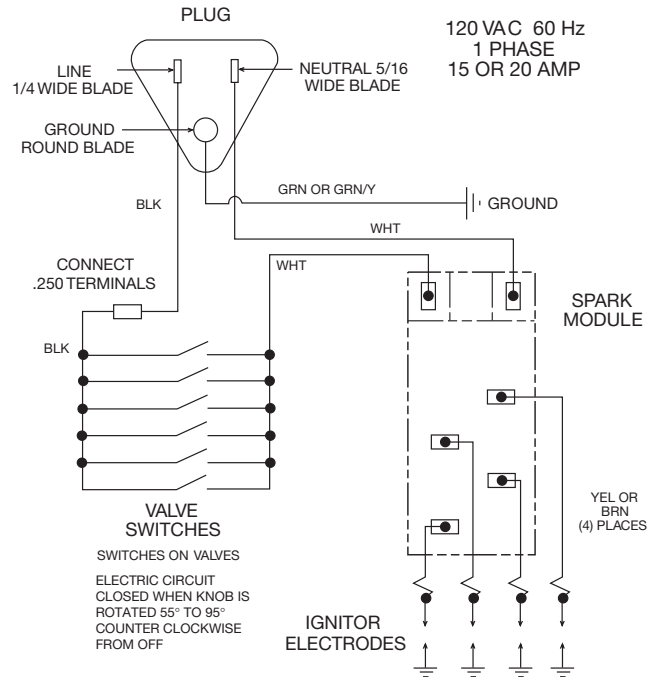 PLUG
120 VAC 60 Hz
1 PHASE
15 OR 20 AMP
LINE
1/4 WIDE BLADE
NEUTRAL 5/16
WIDE BLADE
GROUND
ROUND BLADE
BLK
GRN OR GRN/Y
GROUND
WHT
CONNECT
.250 TERMINALS
WHT
SPARK
MODULE
BLK
YEL OR
BRN
(4) PLACES
VALVE
SWITCHES
SWITCHES ON VALVES
ELECTRIC CIRCUIT
CLOSED WHEN KNOB IS
ROTATED 55° TO 95°
COUNTER CLOCKWISE
FROM OFF
IGNITOR
ELECTRODES